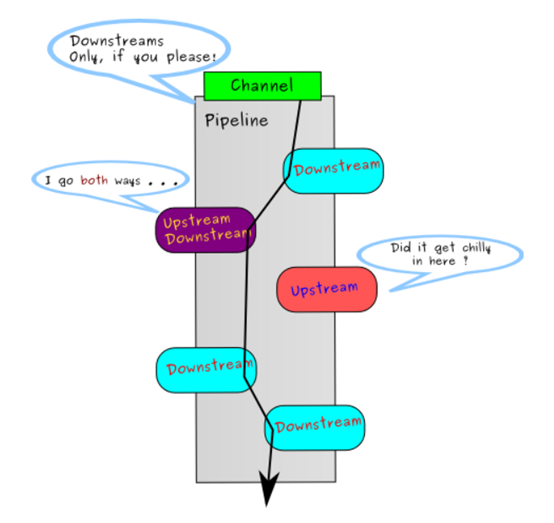 Downstreams
Only, if you please!
Channel
Pipeline
Downstream
I go both ways . . .
Upstream
Downstream
Did it get chilly
in here ?
Upstream
Downstream
Downstream